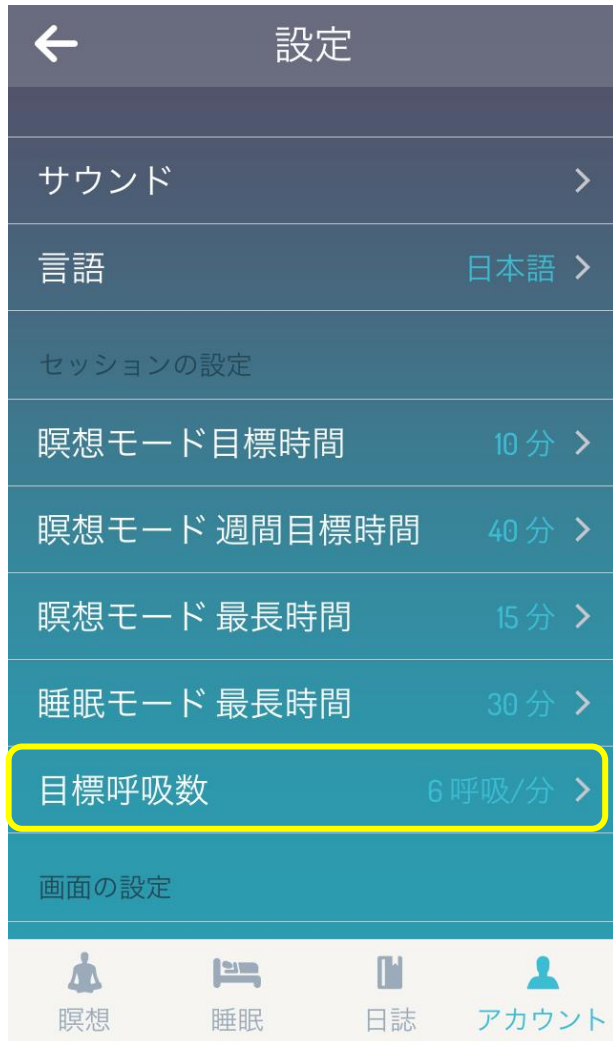 設定
サウンド
言語 日本語
セッションの設定
瞑想モード目標時間 10 分
瞑想モード 週間目標時間 40 分
瞑想モード 最長時間 15 分
睡眠モード 最長時間 30 分
目標呼吸数 6 呼吸/分
画面の設定
瞑想 睡眠 日誌 アカウント